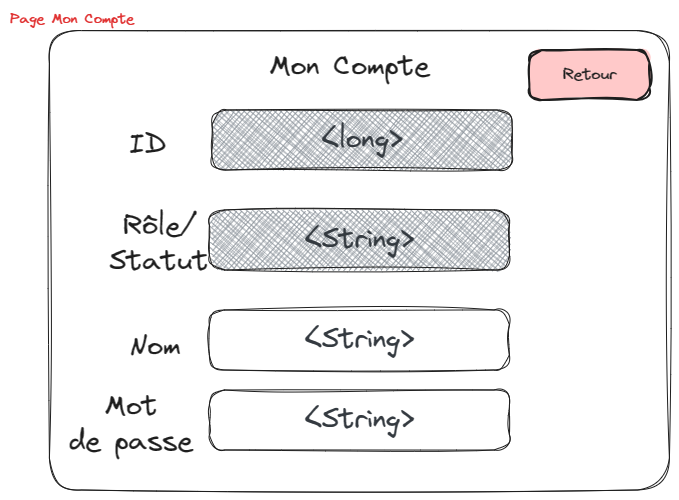 Page Mon Compte
Mon Compte
Retour
ID
<long>
Rôle/
Statut
<String>
Nom
<String>
Mot
de passe
<String>